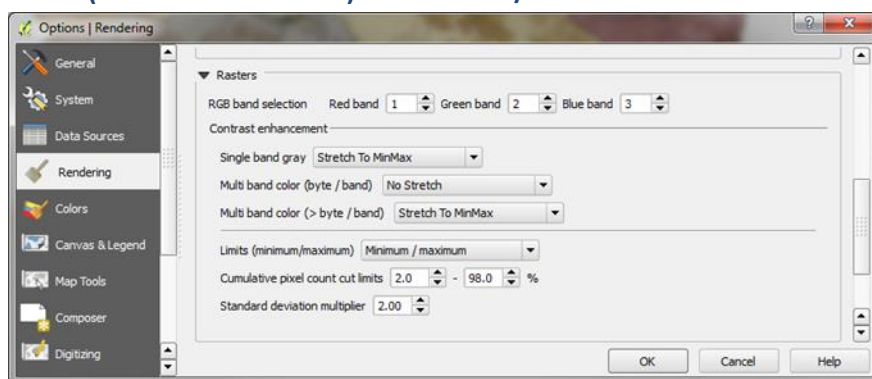 Options | Rendering
General
System
Data Sources
Rendering
Colors
Canvas & Legend
Map Tools
Composer
Digitizing
Rasters
RGB band selection Red band 1 Green band 2 Blue band 3
Contrast enhancement
Single band gray Stretch To MinMax
Multi band color (byte / band) No Stretch
Multi band color (> byte / band) Stretch To MinMax
Limits (minimum/maximum) Minimum / maximum
Cumulative pixel count cut limits 2.0 - 98.0 %
Standard deviation multiplier 2.00
OK Cancel Help